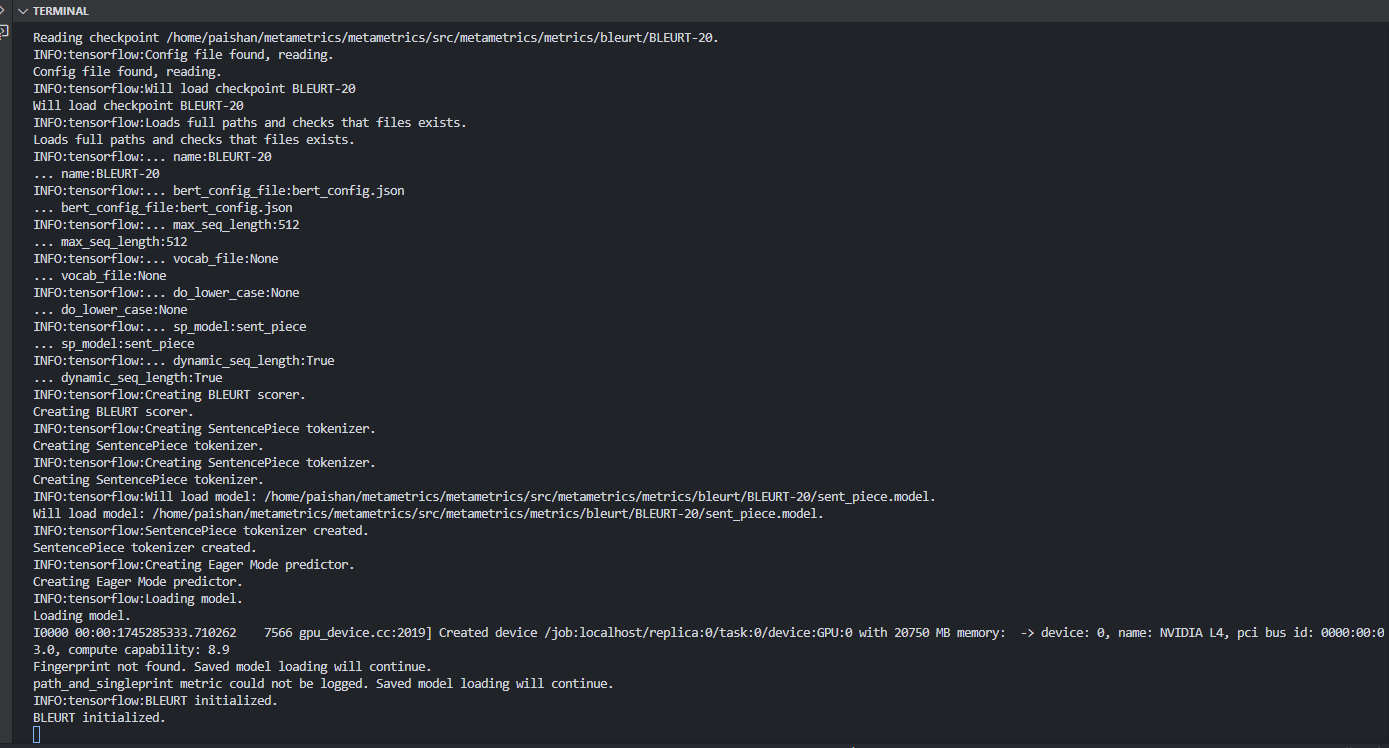 TERMINAL
Reading checkpoint /home/paishan/metametrics/metametrics/src/metametrics/metrics/bleurt/BLEURT-20.
INFO:tensorflow:Config file found, reading.
Config file found, reading.
INFO:tensorflow:Will load checkpoint BLEURT-20
Will load checkpoint BLEURT-20
INFO:tensorflow:Loads full paths and checks that files exists.
Loads full paths and checks that files exists.
INFO:tensorflow:... name:BLEURT-20
... name:BLEURT-20
INFO:tensorflow:... bert_config_file:bert_config.json
... bert_config_file:bert_config.json
INFO:tensorflow:... max_seq_length:512
... max_seq_length:512
INFO:tensorflow:... vocab_file:None
... vocab_file:None
INFO:tensorflow:... do_lower_case:None
... do_lower_case:None
INFO:tensorflow:... sp_model:sent_piece
... sp_model:sent_piece
INFO:tensorflow:... dynamic_seq_length:True
... dynamic_seq_length:True
INFO:tensorflow:Creating BLEURT scorer.
Creating BLEURT scorer.
INFO:tensorflow:Creating SentencePiece tokenizer.
Creating SentencePiece tokenizer.
INFO:tensorflow:Creating SentencePiece tokenizer.
Creating SentencePiece tokenizer.
INFO:tensorflow:Will load model: /home/paishan/metametrics/metametrics/src/metametrics/metrics/bleurt/BLEURT-20/sent_piece.model.
Will load model: /home/paishan/metametrics/metametrics/src/metametrics/metrics/bleurt/BLEURT-20/sent_piece.model.
INFO:tensorflow:SentencePiece tokenizer created.
SentencePiece tokenizer created.
INFO:tensorflow:Creating Eager Mode predictor.
Creating Eager Mode predictor.
INFO:tensorflow:Loading model.
Loading model.
I0000 00:00:1745285333.710262    7566 gpu_device.cc:2019] Created device /job:localhost/replica:0/task:0/device:GPU:0 with 20750 MB memory:  -> device: 0, name: NVIDIA L4, pci bus id: 0000:00:0
3.0, compute capability: 8.9
Fingerprint not found. Saved model loading will continue.
path_and_singleprint metric could not be logged. Saved model loading will continue.
INFO:tensorflow:BLEURT initialized.
BLEURT initialized.